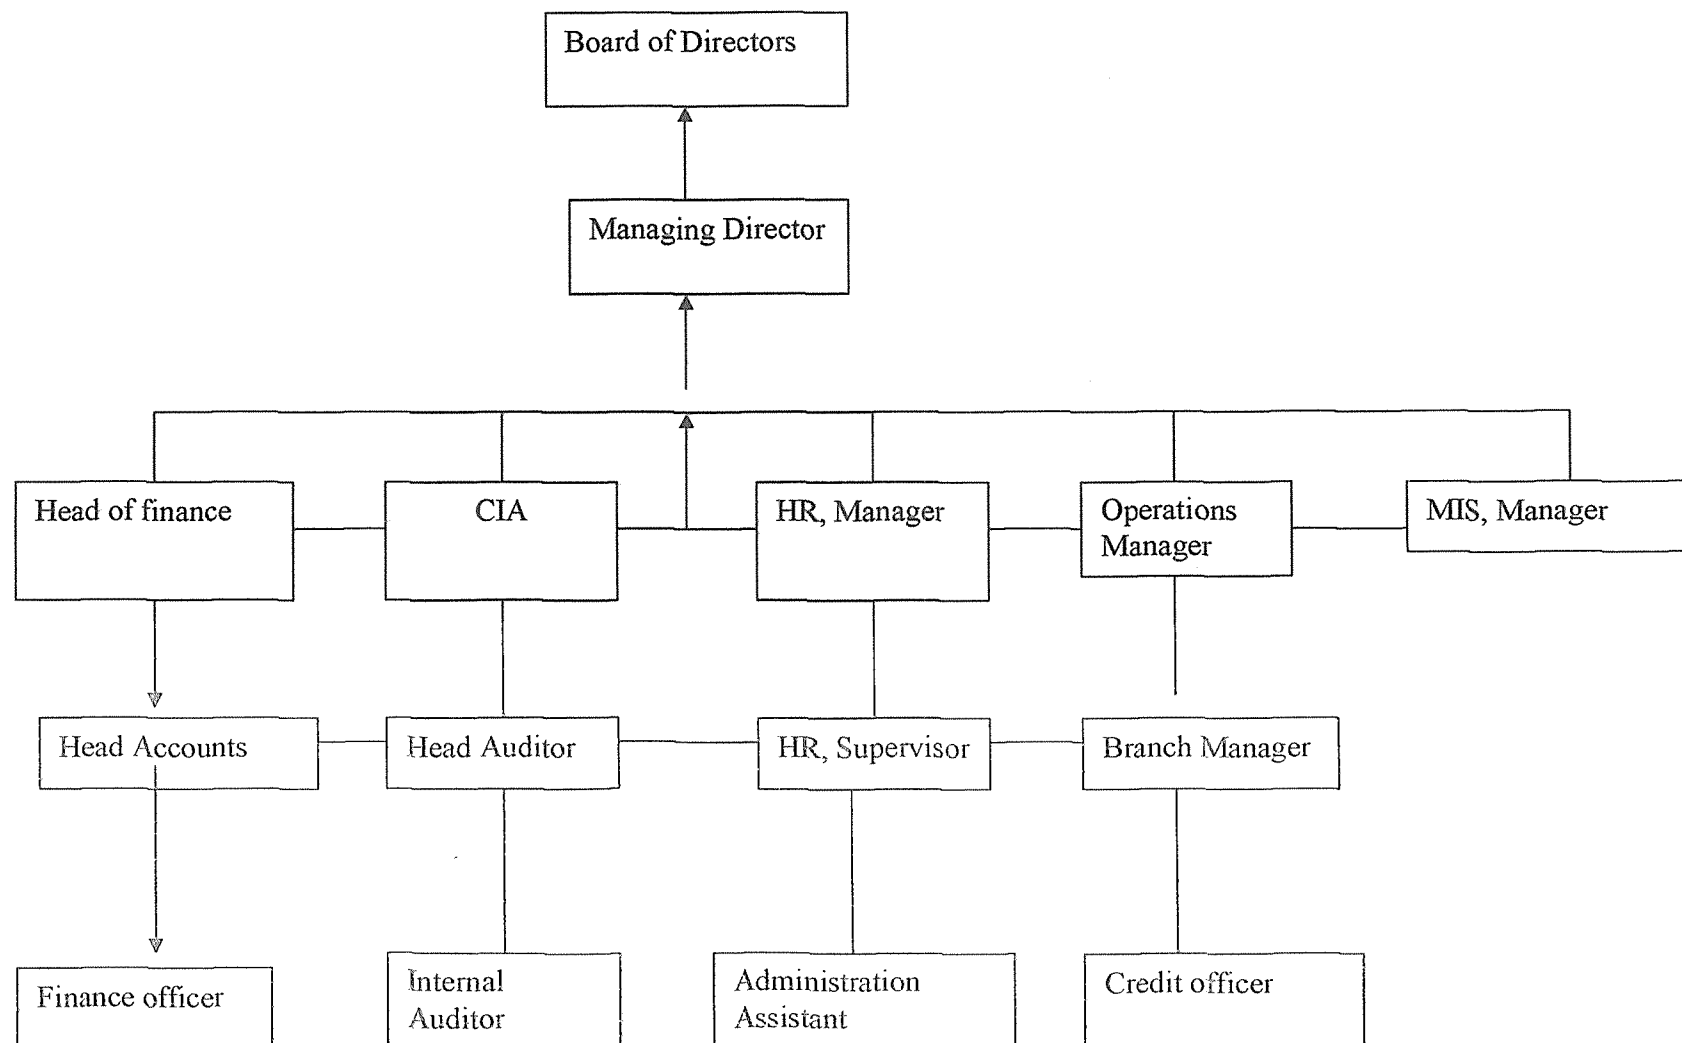 Board of Directors
Managing Director
Head of finance
CIA
HR, Manager
Operations
Manager
MIS, Manager
Head Accounts
Head Auditor
HR, Supervisor
Branch Manager
Finance officer
Internal
Auditor
Administration
Assistant
Credit officer